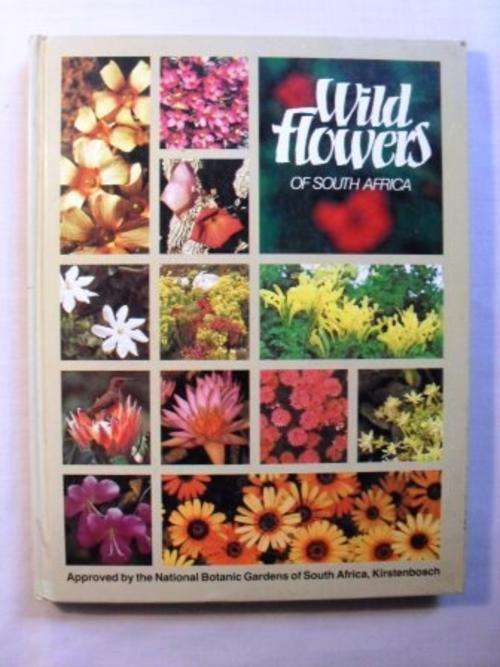 Wild
flowers
OF SOUTH AFRICA
Approved by the National Botanic Gardens of South Africa, Kirstenbosch